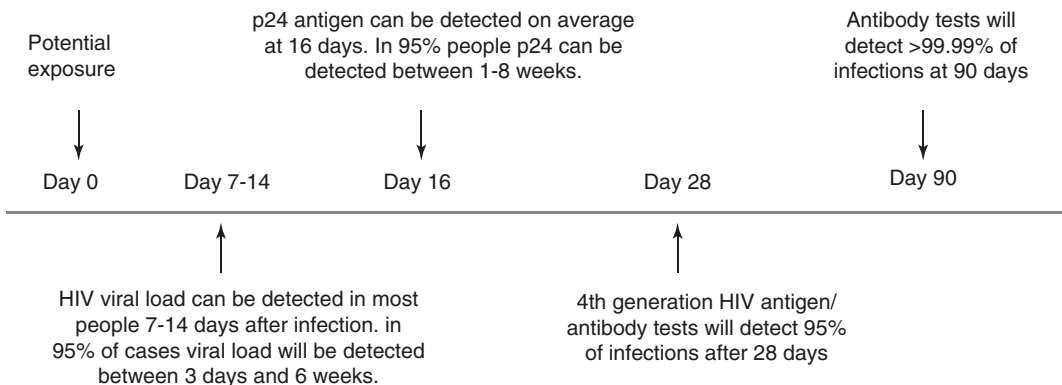 Potential
exposure
p24 antigen can be detected on average
at 16 days. In 95% people p24 can be
detected between 1-8 weeks.
Antibody tests will
detect >99.99% of
infections at 90 days
Day 0
Day 7-14
Day 16
Day 28
Day 90
HIV viral load can be detected in most
people 7-14 days after infection. in
95% of cases viral load will be detected
between 3 days and 6 weeks.
4th generation HIV antigen/
antibody tests will detect 95%
of infections after 28 days